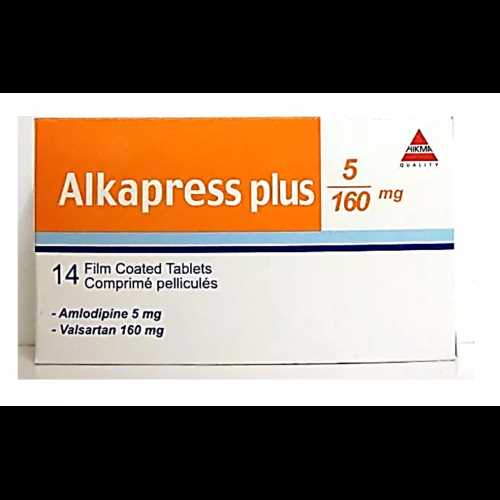 HIKMA
QUALITY
Alkapress plus
5
160 mg
14 Film Coated Tablets
Comprimé pelliculés
- Amlodipine 5 mg
- Valsartan 160 mg